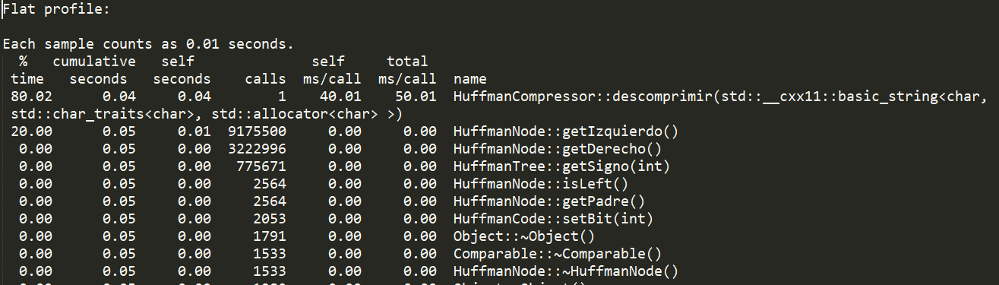 Flat profile:
Each sample counts as 0.01 seconds.
% cumulative self self total
time seconds seconds calls ms/call ms/call name
80.02 0.04 0.04 1 40.01 50.01 HuffmanCompressor::descomprimir(std::__cxx11::basic_string<char,
std::char_traits<char>, std::allocator<char> >)
20.00 0.05 0.01 9175500 0.00 0.00 HuffmanNode::getIzquierdo()
0.00 0.05 0.00 3222996 0.00 0.00 HuffmanNode::getDerecho()
0.00 0.05 0.00 775671 0.00 0.00 HuffmanTree::getSigno(int)
0.00 0.05 0.00 2564 0.00 0.00 HuffmanNode::isLeft()
0.00 0.05 0.00 2564 0.00 0.00 HuffmanNode::getPadre()
0.00 0.05 0.00 2053 0.00 0.00 HuffmanCode::setBit(int)
0.00 0.05 0.00 1791 0.00 0.00 Object::~Object()
0.00 0.05 0.00 1533 0.00 0.00 Comparable::~Comparable()
0.00 0.05 0.00 1533 0.00 0.00 HuffmanNode::~HuffmanNode()